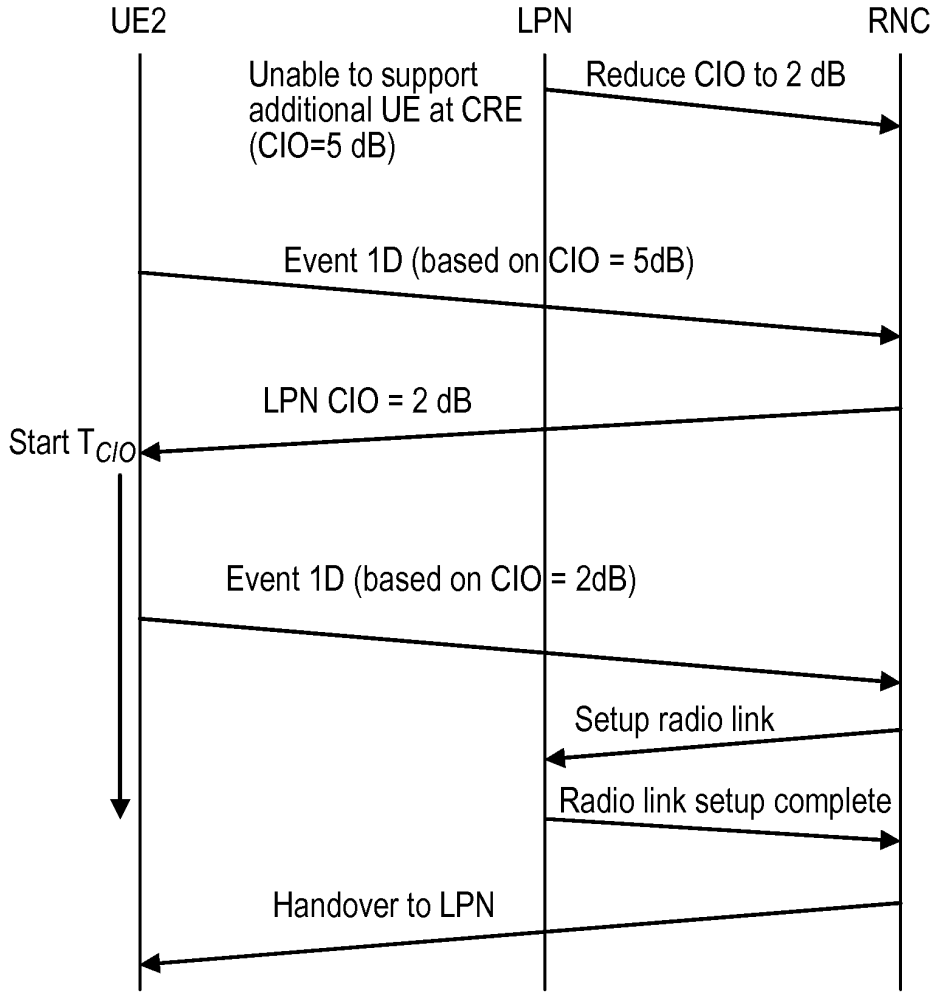 UE2
LPN
RNC
Unable to support
additional UE at CRE
(CIO=5 dB)
Reduce CIO to 2 dB
Event 1D (based on CIO = 5dB)
LPN CIO = 2 dB
Start TCIO
Event 1D (based on CIO = 2dB)
Setup radio link
Radio link setup complete
Handover to LPN